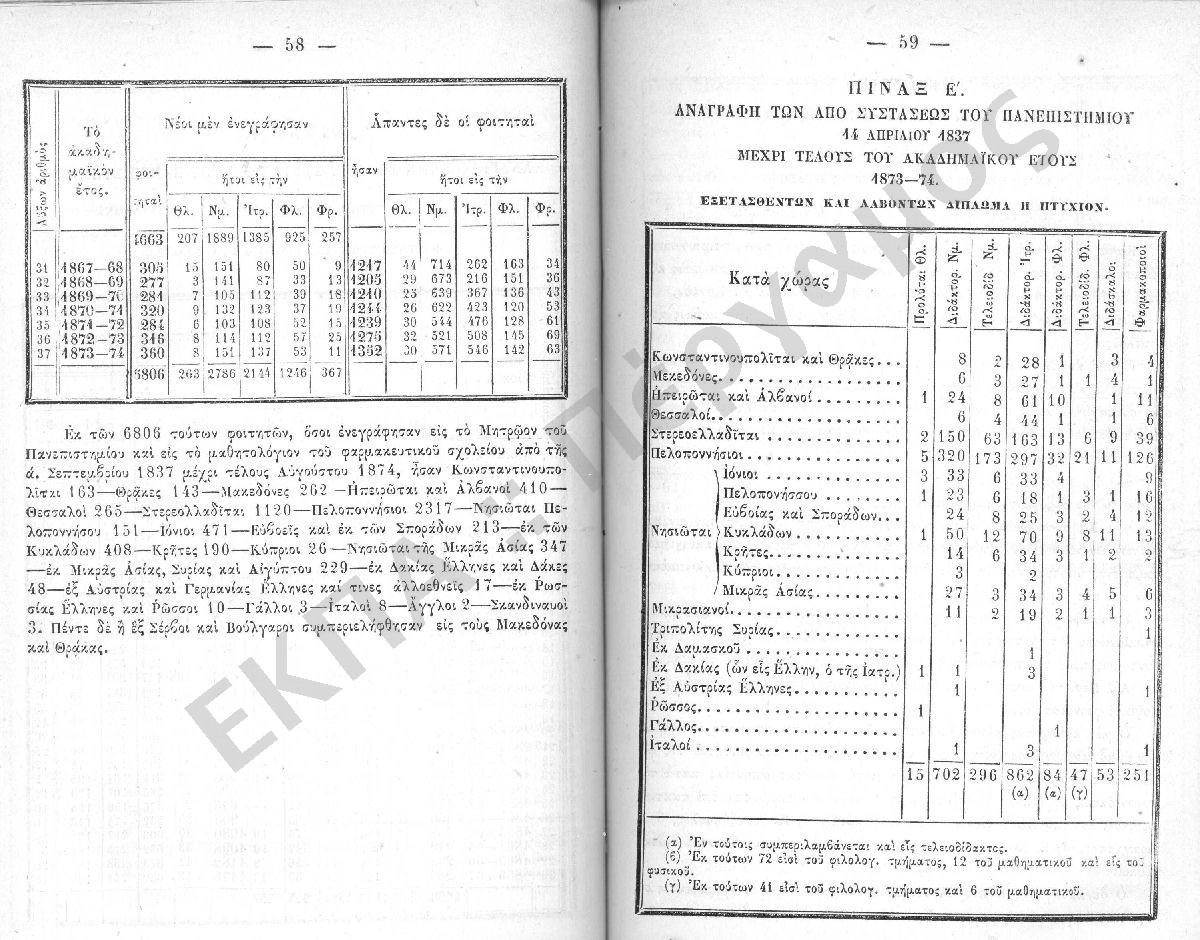 — 58 —
Αὔξων ἀριθμὸς | Τὸ ἀκαδημαϊκὸν ἔτος. | Νέοι μὲν ἐνεγράφησαν | Ἅπαντες δὲ οἱ φοιτηταὶ
φοιτηταὶ | ἤτοι εἰς τὴν | ἦσαν | ἤτοι εἰς τὴν
Θλ. | Νμ. | Ἰτρ. | Φλ. | Φρ. | Θλ. | Νμ. | Ἰτρ. | Φλ. | Φρ.
4663 | 207 | 1889 | 1385 | 925 | 257
31 | 1867—68 | 305 | 15 | 151 | 80 | 50 | 9 | 1217 | 44 | 714 | 262 | 163 | 34
32 | 1868—69 | 277 | 3 | 141 | 87 | 33 | 13 | 1205 | 29 | 673 | 216 | 151 | 36
33 | 1869—70 | 281 | 7 | 105 | 112 | 39 | 18 | 1210 | 25 | 639 | 367 | 136 | 43
34 | 1870—71 | 320 | 9 | 132 | 123 | 37 | 19 | 1244 | 26 | 622 | 423 | 120 | 53
35 | 1871—72 | 284 | 6 | 103 | 108 | 52 | 15 | 1239 | 30 | 544 | 476 | 128 | 61
36 | 1872—73 | 316 | 8 | 114 | 112 | 57 | 25 | 1275 | 32 | 521 | 508 | 145 | 69
37 | 1873—74 | 360 | 8 | 151 | 137 | 53 | 11 | 1352 | 30 | 571 | 546 | 142 | 63
6806 | 263 | 2786 | 2144 | 1246 | 367
Ἐκ τῶν 6806 τούτων φοιτητῶν, ὅσοι ἐνεγράφησαν εἰς τὸ Μητρῷον τοῦ
Πανεπιστημίου καὶ εἰς τὸ μαθητολόγιον τοῦ φαρμακευτικοῦ σχολείου ἀπὸ τῆς
ά. Σεπτεμβρίου 1837 μέχρι τέλους Αὐγούστου 1874, ἦσαν Κωνσταντινουπο-
λῖται 163—Θρᾷκες 143—Μακεδόνες 262—Ἠπειρῶται καὶ Ἀλβανοὶ 410—
Θεσσαλοὶ 265—Στερεολλαδῖται 1120—Πελοποννήσιοι 2317—Νησιῶται Πε-
λοποννήσου 151—Ἰόνιοι 471—Εὐβοεῖς καὶ ἐκ τῶν Σποράδων 213—ἐκ τῶν
Κυκλάδων 408—Κρῆτες 190—Κύπριοι 26—Νησιῶται τῆς Μικρᾶς Ἀσίας 347
—ἐκ Μικρᾶς Ἀσίας, Συρίας καὶ Αἰγύπτου 229—ἐκ Δακίας Ἕλληνες καὶ Δάκες
48—ἐξ Αὐστρίας καὶ Γερμανίας Ἕλληνες καὶ τινες ἀλλοεθνεῖς 17—ἐκ Ῥωσ-
σίας Ἕλληνες καὶ Ῥῶσσοι 10—Γάλλοι 3—Ἰταλοὶ 8—Ἄγγλοι 2—Σκανδιναυοὶ
3. Πέντε δὲ ἢ ἓξ Σέρβοι καὶ Βούλγαροι συμπεριελήφθησαν εἰς τοὺς Μακεδόνας
καὶ Θρᾷκας.
— 59 —
ΠΙΝΑΞ Ε΄.
ΑΝΑΓΡΑΦΗ ΤΩΝ ΑΠΟ ΣΥΣΤΑΣΕΩΣ ΤΟΥ ΠΑΝΕΠΙΣΤΗΜΙΟΥ
14 ΑΠΡΙΛΙΟΥ 1837
ΜΕΧΡΙ ΤΕΛΟΥΣ ΤΟΥ ΑΚΑΔΗΜΑΪΚΟΥ ΕΤΟΥΣ
1873—74.
ΕΞΕΤΑΣΘΕΝΤΩΝ ΚΑΙ ΛΑΒΟΝΤΩΝ ΔΙΠΛΩΜΑ Η ΠΤΥΧΙΟΝ.
Κατὰ χώρας | Προλύται Θλ. | Διδάκτορ. Νμ. | Τελειοδίδ. Νμ. | Διδάκτορ. Ἰτρ. | Διδάκτορ. Φλ. | Τελειοδίδ. Φλ. | Διδάσκαλοι | Φαρμακοποιοὶ
Κωνσταντινουπολῖται καὶ Θρᾷκες... | 8 | 2 | 28 | 1 | 3 | 4
Μεκεδόνες. | 6 | 3 | 27 | 1 | 1 | 4 | 1
Ἠπειρῶται καὶ Ἀλβανοί | 1 | 24 | 8 | 61 | 10 | 1 | 11
Θεσσαλοί. | 6 | 4 | 44 | 1 | 1 | 6
Στερεοελλαδῖται | 2 | 150 | 63 | 163 | 13 | 6 | 9 | 39
Πελοποννήσιοι | 5 | 320 | 173 | 297 | 32 | 21 | 11 | 126
Ἰόνιοι | 3 | 33 | 6 | 33 | 4 | 9
Πελοπονήσσου | 1 | 23 | 6 | 18 | 1 | 3 | 1 | 16
Εὐβοίας καὶ Σποράδων... | 24 | 8 | 25 | 3 | 2 | 4 | 12
Νησιῶται Κυκλάδων | 1 | 50 | 12 | 70 | 9 | 8 | 11 | 13
Κρῆτες. | 14 | 6 | 34 | 3 | 1 | 2 | 2
Κύπριοι | 3 | 2
Μικρᾶς Ἀσίας. | 27 | 3 | 34 | 3 | 4 | 5 | 6
Μικρασιανοί. | 11 | 2 | 19 | 2 | 1 | 1 | 3
Τριπολίτης Συρίας. | 1
Ἐκ Δαμασκοῦ | 1
Ἐκ Δακίας (ὧν εἷς Ἕλλην, ὁ τῆς Ἰατρ.) | 1 | 1 | 3
Ἐξ Αὐστρίας Ἕλληνες | 1 | 1
Ῥῶσσος. | 1
Γάλλος. | 1
Ἰταλοί | 1 | 3 | 1
15 | 702 | 296 | 862 | 84 | 47 | 53 | 251
(α) | (α) | (γ)
(α) Ἐν τούτοις συμπεριλαμβάνεται καὶ εἷς τελειοδίδακτος.
(β) Ἐκ τούτων 72 εἰσὶ τοῦ φιλολογ. τμήματος, 12 τοῦ μαθηματικοῦ καὶ εἷς τοῦ
φυσικοῦ.
(γ) Ἐκ τούτων 41 εἰσὶ τοῦ φιλολογ. τμήματος καὶ 6 τοῦ μαθηματικοῦ.